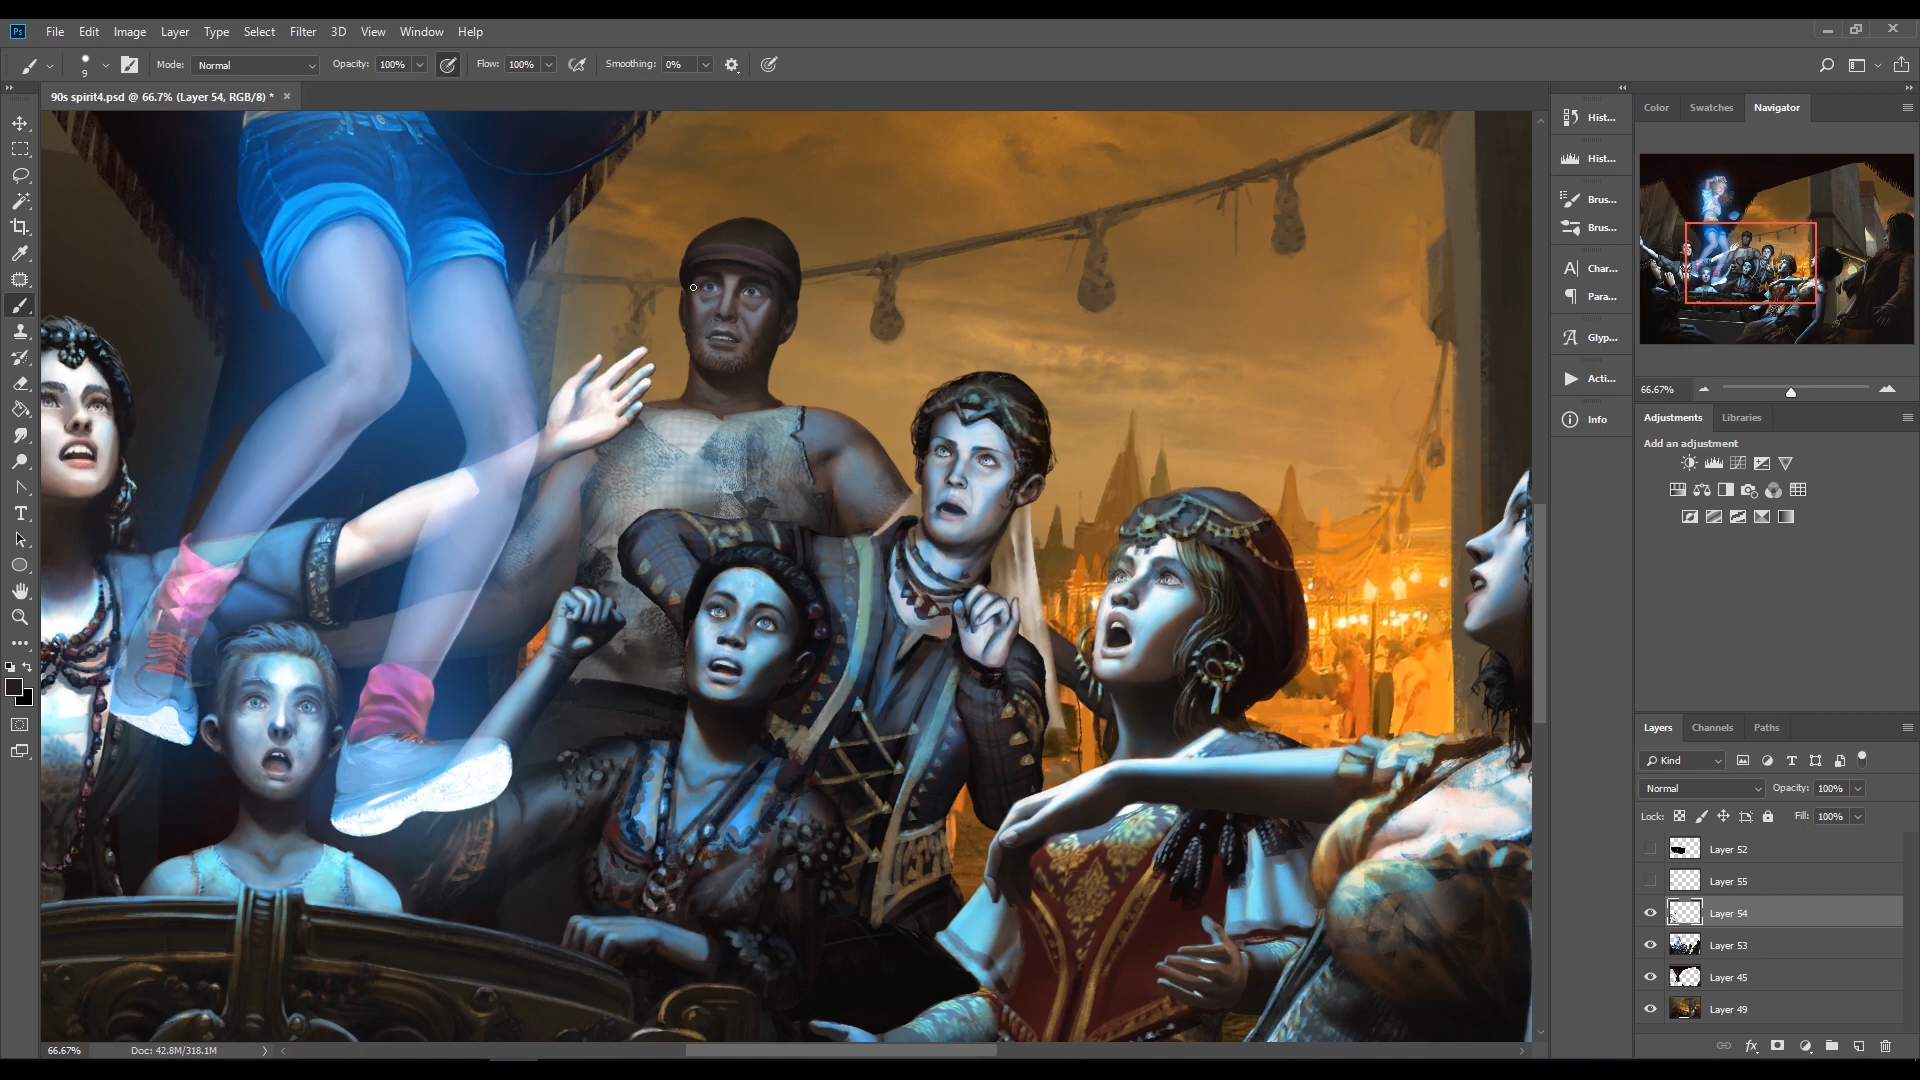 Ps File Edit Image Layer Type Select Filter 3D View Window Help
9 Mode: Normal Opacity: 100% Flow: 100% Smoothing: 0%
90s spirit4.psd @ 66.7% (Layer 54, RGB/8) * ×
Color Swatches Navigator
Hist...
Hist...
Brus...
Brus...
Char...
Para...
Glyp...
Acti...
Info
66.67%
Adjustments Libraries
Add an adjustment
Layers Channels Paths
Kind
Normal Opacity: 100%
Lock: Fill: 100%
Layer 52
Layer 55
Layer 54
Layer 53
Layer 45
Layer 49
fx
66.67% Doc: 42.8M/318.1M